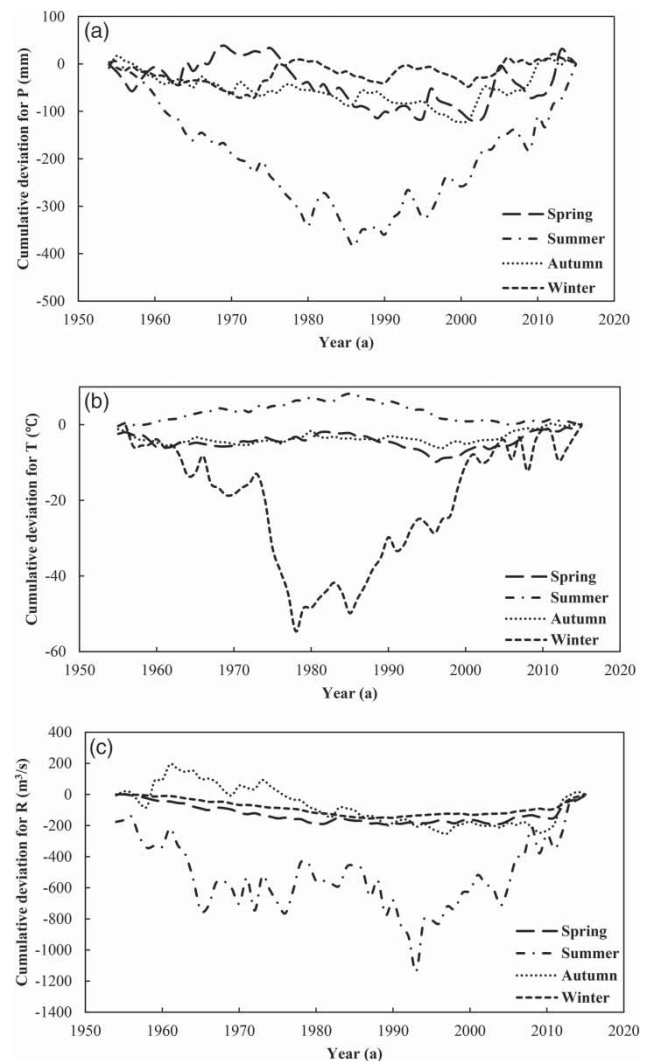 (a)
Cumulative deviation for P (mm)
100
0
-100
-200
-300
-400
-500
Spring
Summer
Autumn
Winter
1950 1960 1970 1980 1990 2000 2010 2020
Year (a)
(b)
Cumulative deviation for T (°C)
0
-20
-40
-60
Spring
Summer
Autumn
Winter
1950 1960 1970 1980 1990 2000 2010 2020
Year (a)
(c)
Cumulative deviation for R (m³/s)
400
200
0
-200
-400
-600
-800
-1000
-1200
-1400
Spring
Summer
Autumn
Winter
1950 1960 1970 1980 1990 2000 2010 2020
Year (a)